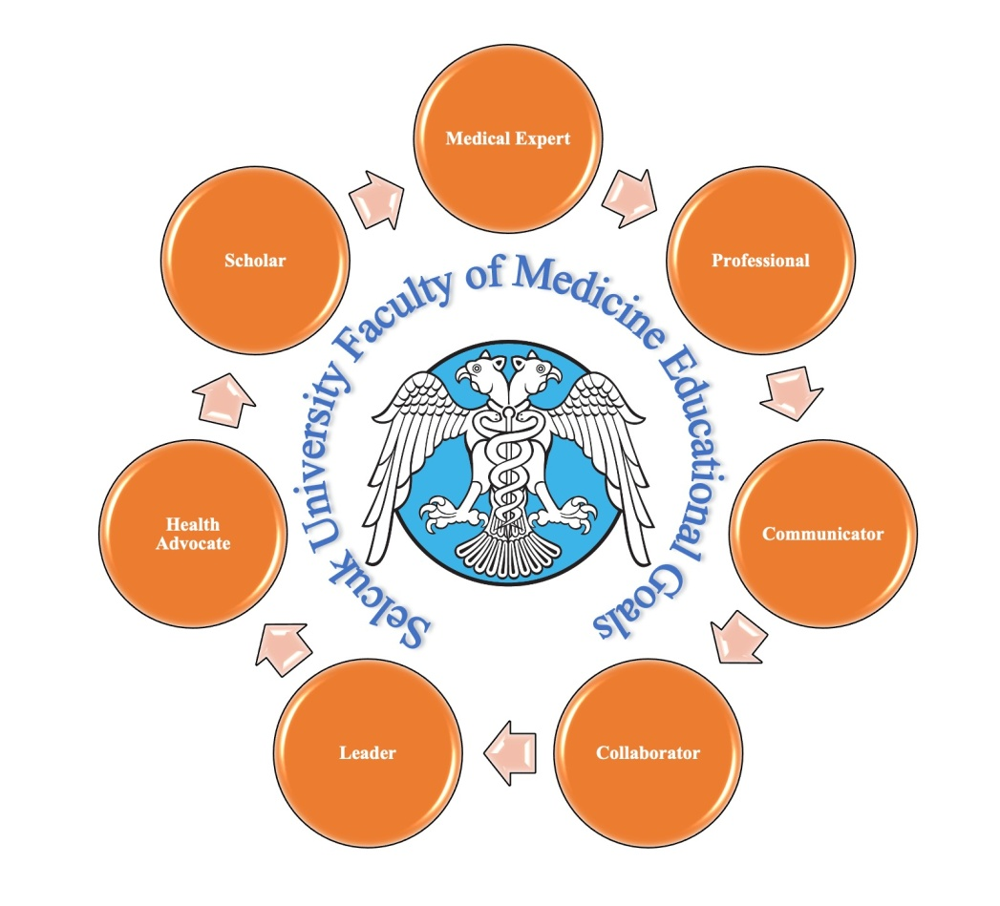 Medical Expert
Professional
Communicator
Collaborator
Leader
Health
Advocate
Scholar
Selcuk University Faculty of Medicine Educational Goals